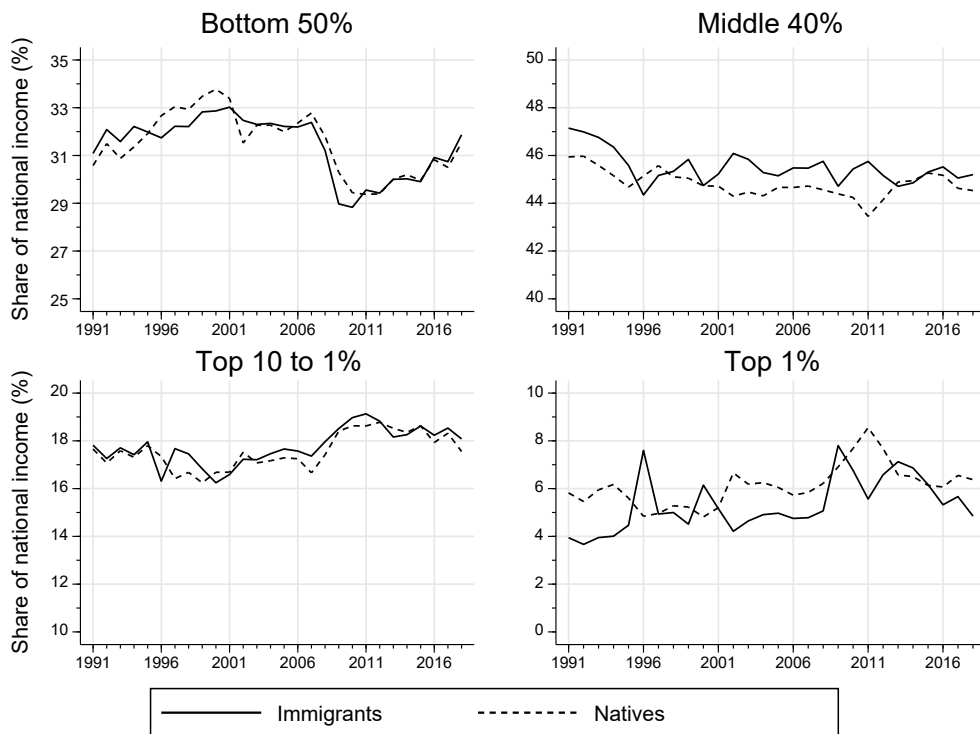 Bottom 50%
Share of national income (%)
35
33
31
29
27
25
1991 1996 2001 2006 2011 2016
Middle 40%
50
48
46
44
42
40
1991 1996 2001 2006 2011 2016
Top 10 to 1%
Share of national income (%)
20
18
16
14
12
10
1991 1996 2001 2006 2011 2016
Top 1%
10
8
6
4
2
0
1991 1996 2001 2006 2011 2016
Immigrants Natives